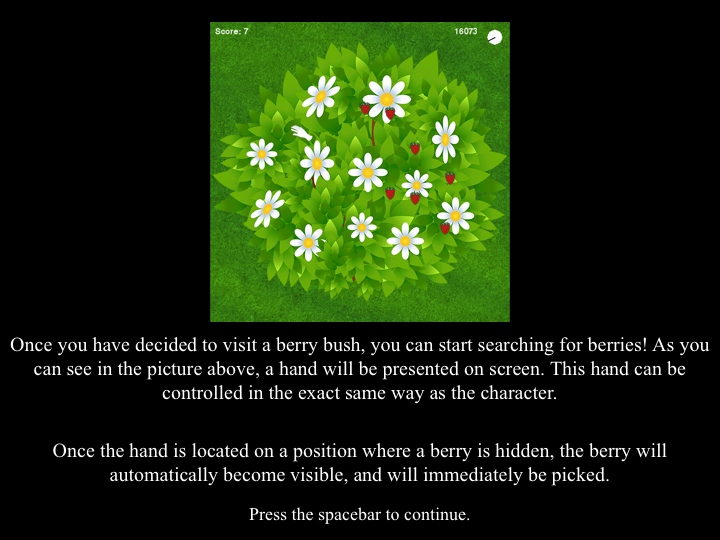 Score: 7
16073
Once you have decided to visit a berry bush, you can start searching for berries! As you
can see in the picture above, a hand will be presented on screen. This hand can be
controlled in the exact same way as the character.
Once the hand is located on a position where a berry is hidden, the berry will
automatically become visible, and will immediately be picked.
Press the spacebar to continue.